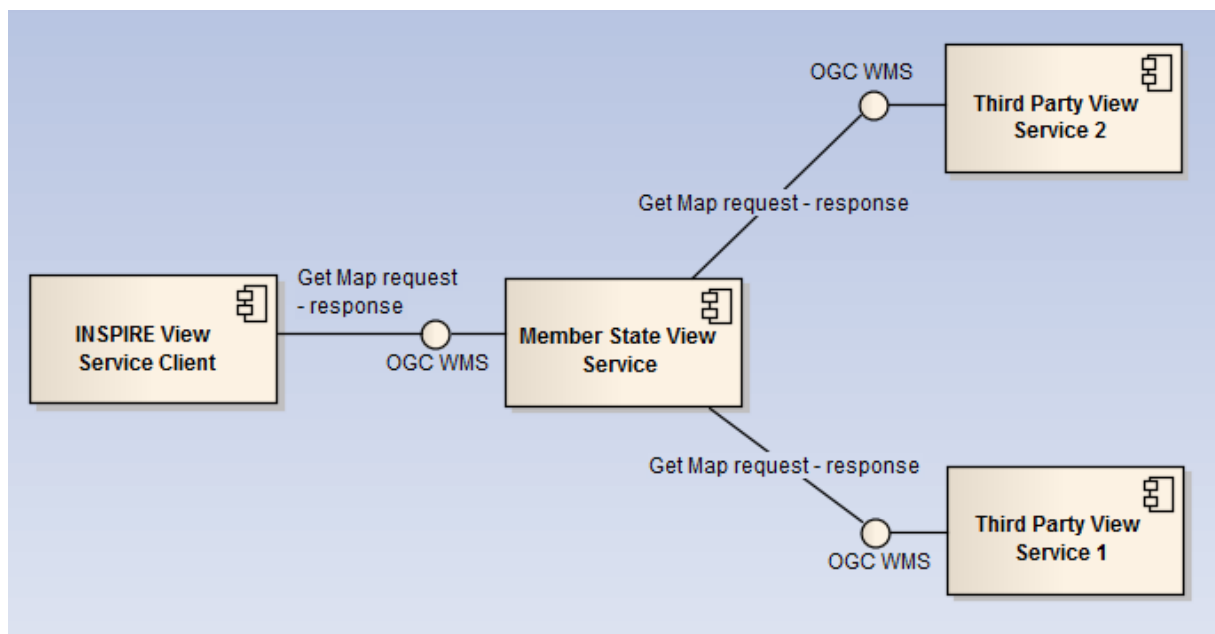 OGC WMS
Third Party View
Service 2
Get Map request - response
Get Map request
- response
INSPIRE View
Service Client
OGC WMS
Member State View
Service
Get Map request - response
Third Party View
Service 1
OGC WMS